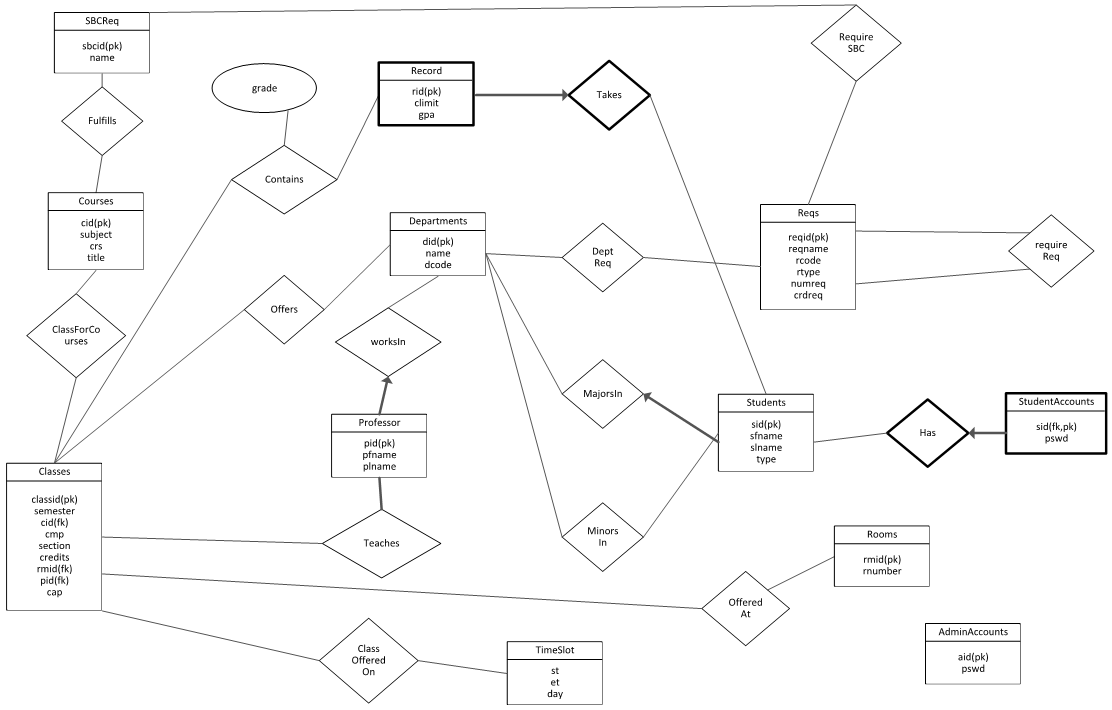 SBCReq
sbcid(pk)
name
Require
SBC
grade
Record
rid(pk)
climit
gpa
Takes
Fulfills
Contains
Courses
cid(pk)
subject
crs
title
Departments
did(pk)
name
dcode
Dept
Req
Reqs
reqid(pk)
reqname
rcode
rtype
numreq
crdreq
require
Req
ClassForCo
urses
Offers
worksIn
MajorsIn
Students
sid(pk)
sfname
slname
type
Has
StudentAccounts
sid(fk,pk)
pswd
Professor
pid(pk)
pfname
plname
Classes
classid(pk)
semester
cid(fk)
cmp
section
credits
rmid(fk)
pid(fk)
cap
Teaches
Minors
In
Rooms
rmid(pk)
rnumber
Offered
At
Class
Offered
On
TimeSlot
st
et
day
AdminAccounts
aid(pk)
pswd